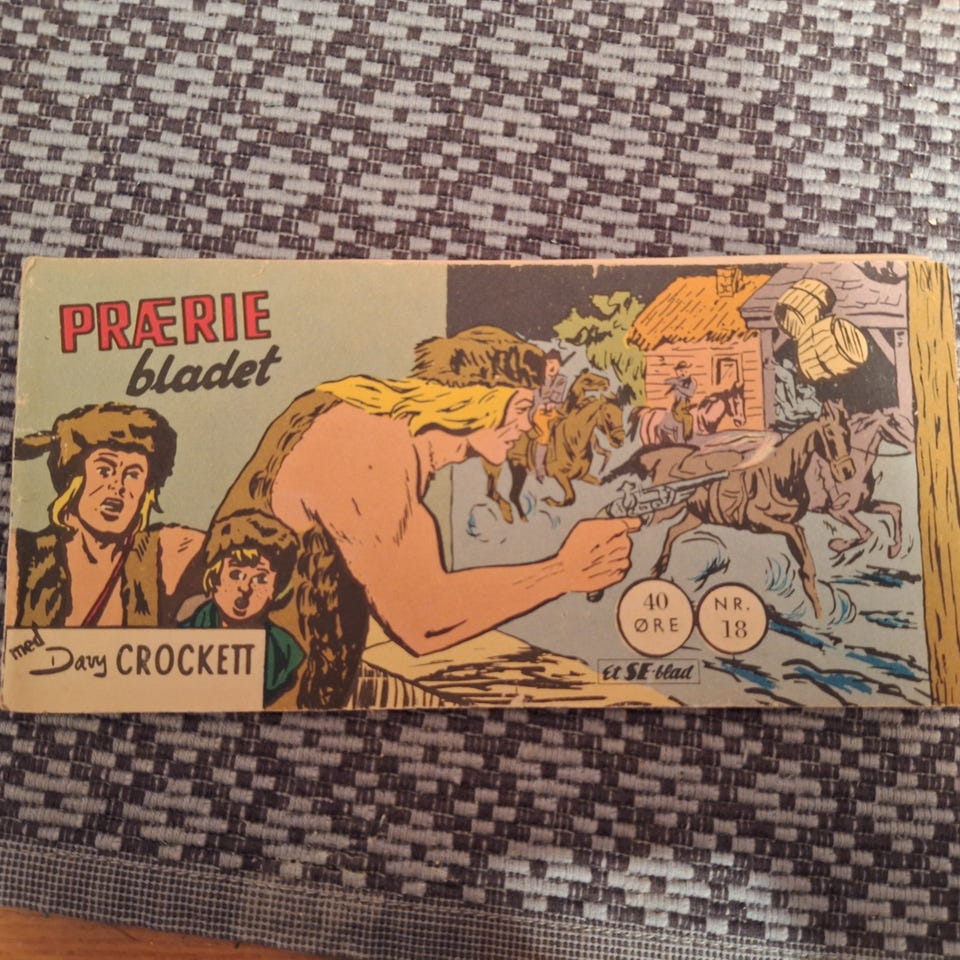 PRÆRIE
bladet
med
Davy CROCKETT
40
ØRE
NR.
18
Et SE-blad